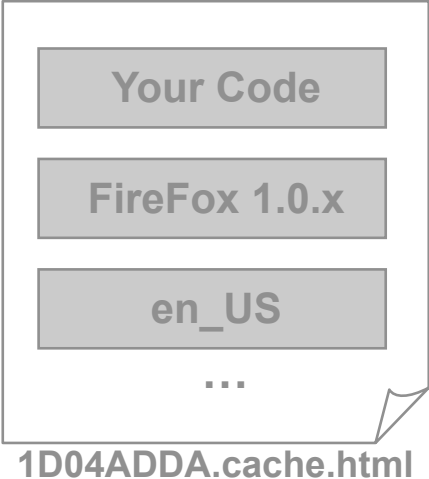 Your Code
FireFox 1.0.x
en_US
...
1D04ADDA.cache.html